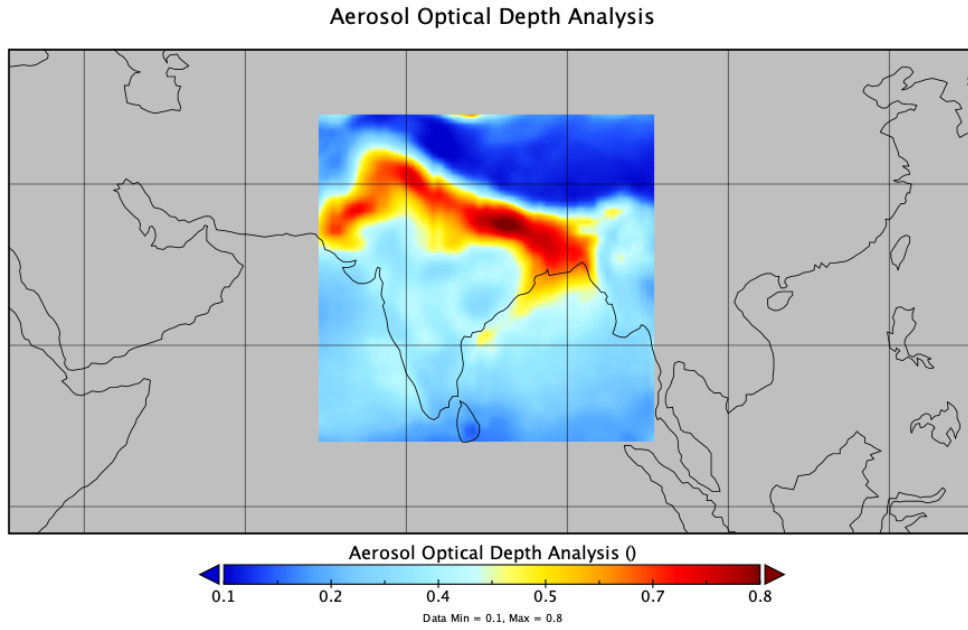 Aerosol Optical Depth Analysis
Aerosol Optical Depth Analysis ()
0.1 0.2 0.4 0.5 0.7 0.8
Data Min = 0.1, Max = 0.8